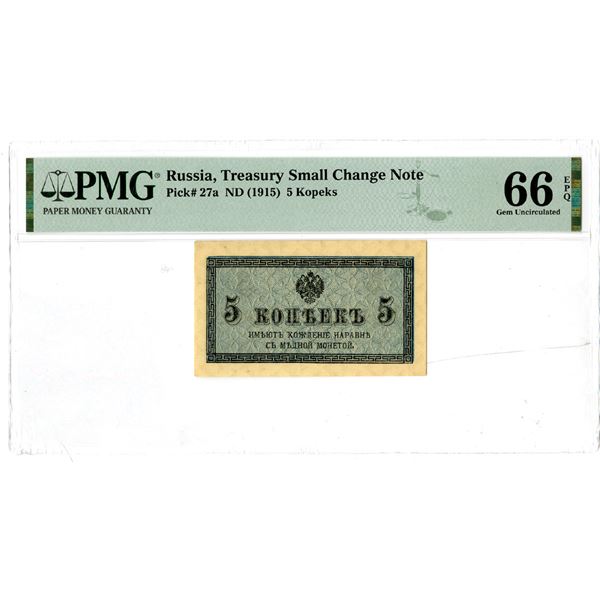 PMG®
PAPER MONEY GUARANTY
Russia, Treasury Small Change Note
Pick# 27a ND (1915) 5 Kopeks
66
EPQ
Gem Uncirculated
5 КОПѢЕКЪ 5
ИМѢЮТЪ ХОЖДЕНІЕ НАРАВНѢ
СЪ МѢДНОЙ МОНЕТОЙ.